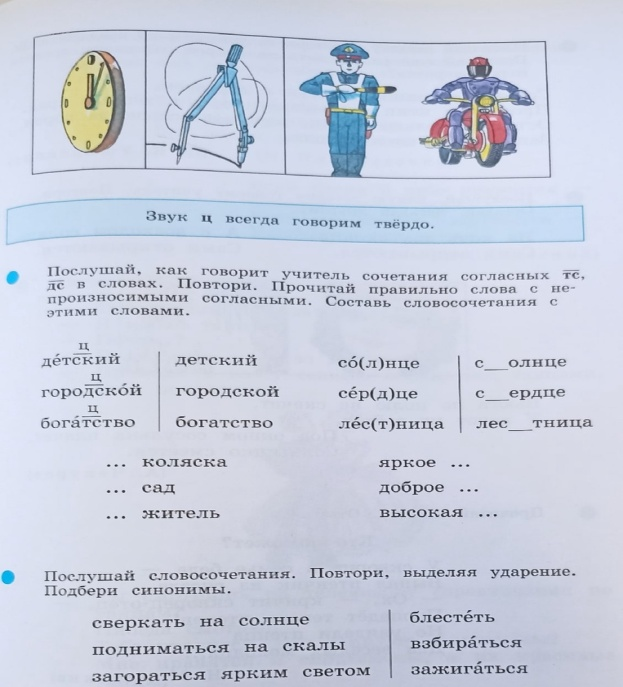 Звук ц всегда говорим твёрдо.
Послушай, как говорит учитель сочетания согласных тс,
дс в словах. Повтори. Прочитай правильно слова с не-
произносимыми согласными. Составь словосочетания с
этими словами.
ц
де́тский детский со́(л)нце с__олнце
ц
городско́й городской се́р(д)це с__ердце
ц
бога́тство богатство ле́с(т)ница лес__тница
... коляска яркое ...
... сад доброе ...
... житель высокая ...
Послушай словосочетания. Повтори, выделяя ударение.
Подбери синонимы.
сверкать на солнце блесте́ть
подниматься на скалы взбира́ться
загораться ярким светом зажига́ться